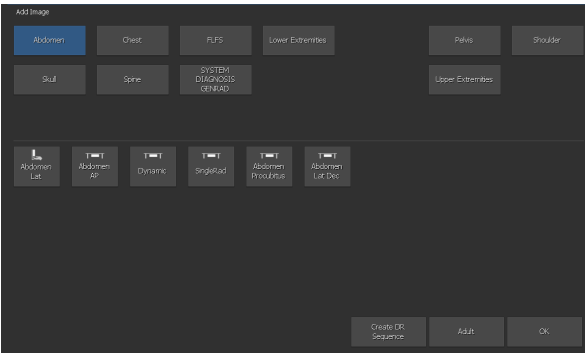 Add Image
Abdomen
Chest
FLFS
Lower Extremities
Pelvis
Shoulder
Skull
Spine
SYSTEM
DIAGNOSIS
GENRAD
Upper Extremities
Abdomen
Lat
Abdomen
AP
Dynamic
SingleRad
Abdomen
Procubitus
Abdomen
Lat Dec
Create DR
Sequence
Adult
OK